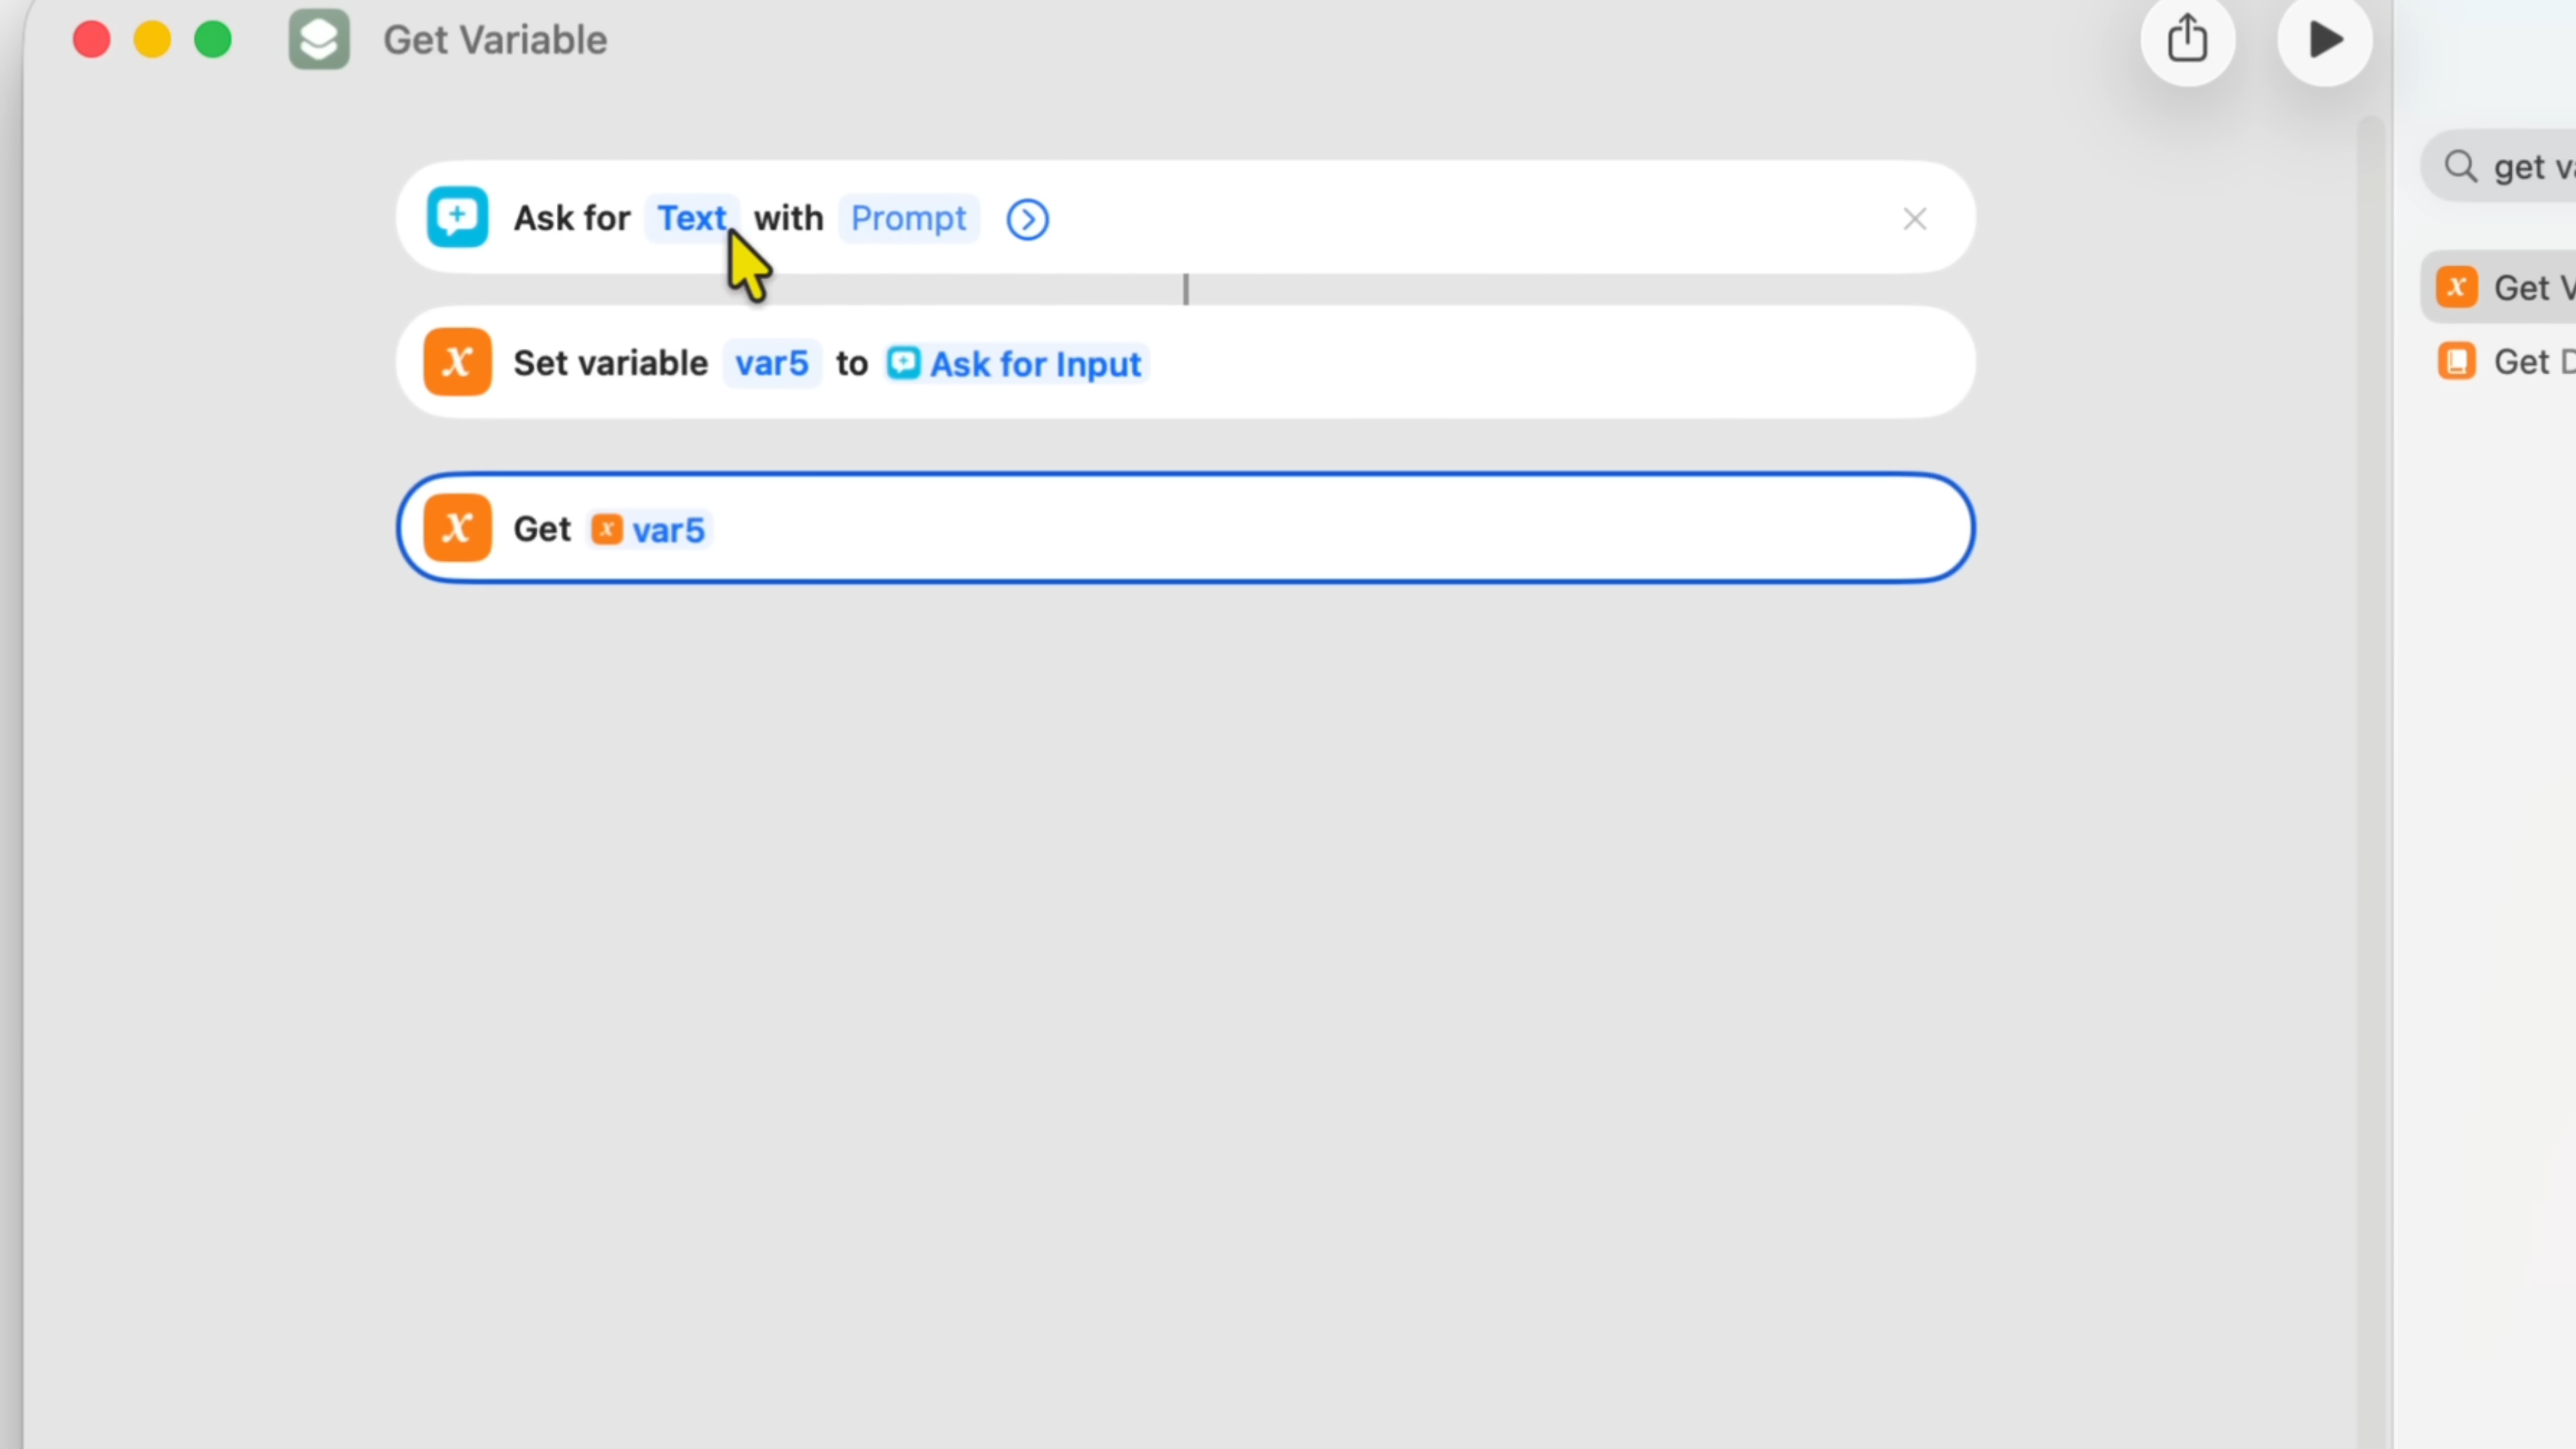 Get Variable
Ask for Text with Prompt
get
Set variable var5 to Ask for Input
Get
Get
Get var5